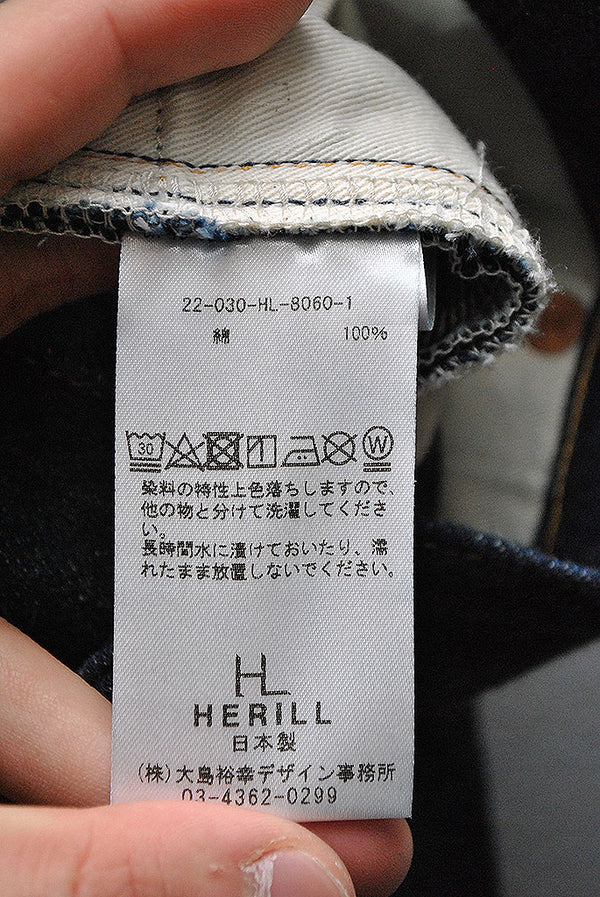 22-030-HL-8060-1
綿 100%
30 W
染料の特性上色落ちしますので、
他の物と分けて洗濯してくださ
い。
長時間水に漬けておいたり、濡
れたまま放置しないでください。
HL
HERILL
日本製
(株)大島裕幸デザイン事務所
03-4362-0299